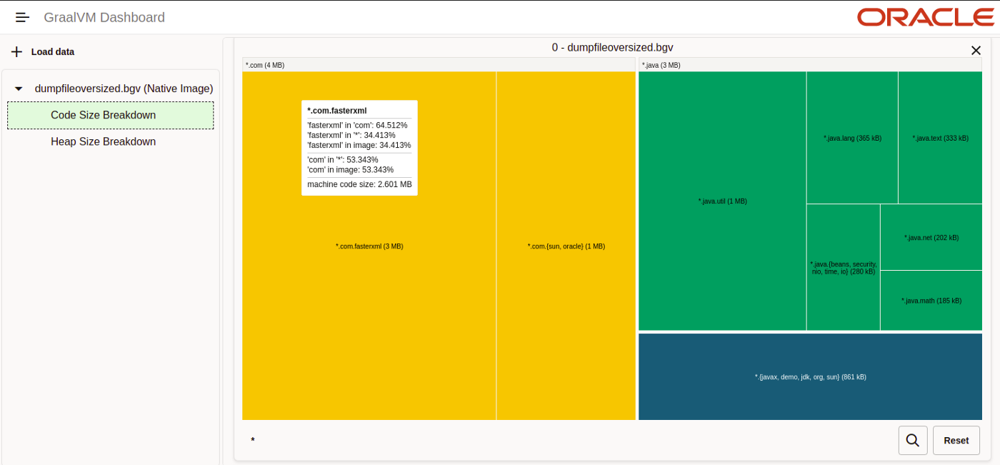 GraalVM Dashboard
ORACLE
Load data
dumpfileoversized.bgv (Native Image)
Code Size Breakdown
Heap Size Breakdown
0 - dumpfileoversized.bgv
*.com (4 MB)
*.com.fasterxml
'fasterxml' in 'com': 64.512%
'fasterxml' in '*': 34.413%
'fasterxml' in image: 34.413%
'com' in '*': 53.343%
'com' in image: 53.343%
machine code size: 2.601 MB
*.com.fasterxml (3 MB)
*.com.{sun, oracle} (1 MB)
*.java (3 MB)
*.java.util (1 MB)
*.java.lang (365 kB)
*.java.text (333 kB)
*.java.{beans, security,
nio, time, io} (280 kB)
*.java.net (202 kB)
*.java.math (185 kB)
*.{javax, demo, jdk, org, sun} (861 kB)
*
Reset